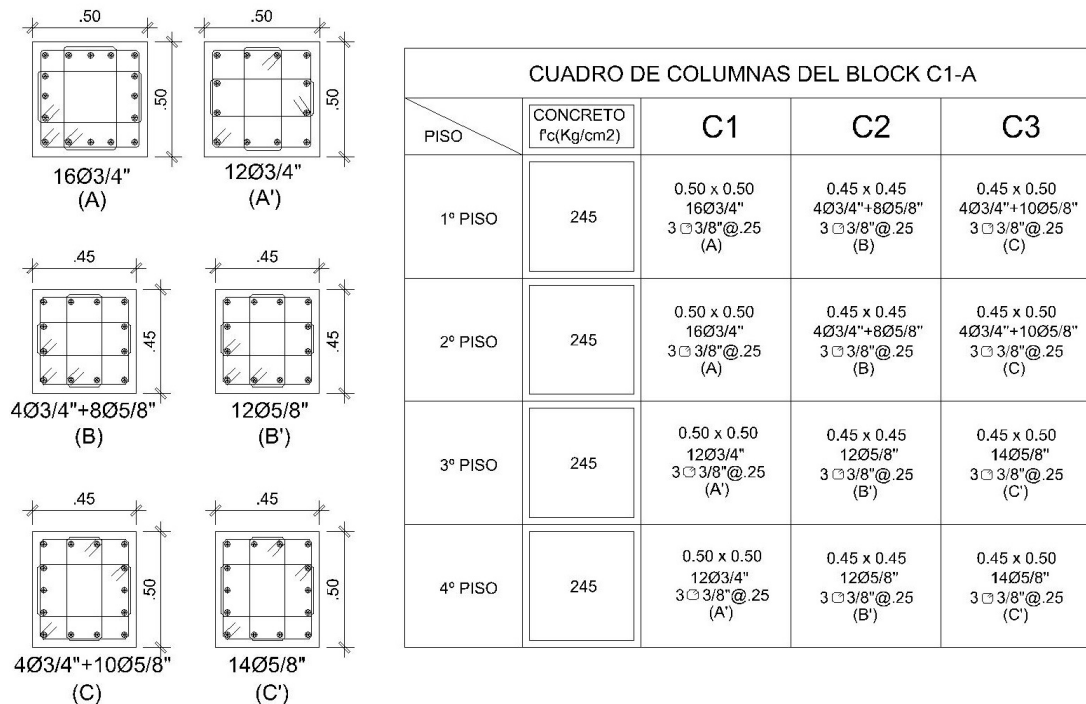 .50
.50
16Ø3/4"
(A)
.50
.50
12Ø3/4"
(A')
.45
.45
4Ø3/4"+8Ø5/8"
(B)
.45
.45
12Ø5/8"
(B')
.45
.50
4Ø3/4"+10Ø5/8"
(C)
.45
.50
14Ø5/8"
(C')
CUADRO DE COLUMNAS DEL BLOCK C1-A
PISO
CONCRETO
f'c(Kg/cm2)
C1
C2
C3
1º PISO
245
0.50 x 0.50
16Ø3/4"
3 3/8"@.25
(A)
0.45 x 0.45
4Ø3/4"+8Ø5/8"
3 3/8"@.25
(B)
0.45 x 0.50
4Ø3/4"+10Ø5/8"
3 3/8"@.25
(C)
2º PISO
245
0.50 x 0.50
16Ø3/4"
3 3/8"@.25
(A)
0.45 x 0.45
4Ø3/4"+8Ø5/8"
3 3/8"@.25
(B)
0.45 x 0.50
4Ø3/4"+10Ø5/8"
3 3/8"@.25
(C)
3º PISO
245
0.50 x 0.50
12Ø3/4"
3 3/8"@.25
(A')
0.45 x 0.45
12Ø5/8"
3 3/8"@.25
(B')
0.45 x 0.50
14Ø5/8"
3 3/8"@.25
(C')
4º PISO
245
0.50 x 0.50
12Ø3/4"
3 3/8"@.25
(A')
0.45 x 0.45
12Ø5/8"
3 3/8"@.25
(B')
0.45 x 0.50
14Ø5/8"
3 3/8"@.25
(C')